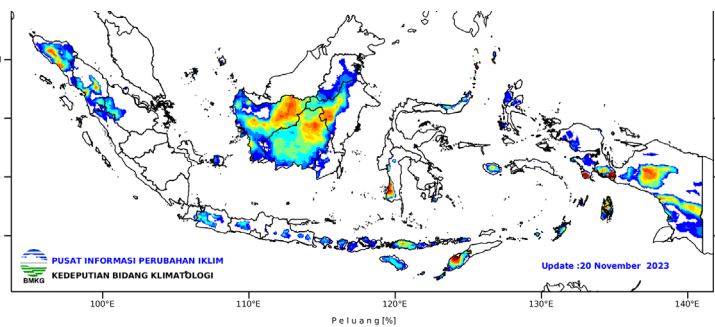 PUSAT INFORMASI PERUBAHAN IKLIM
KEDEPUTIAN BIDANG KLIMATOLOGI
BMKG
Update :20 November 2023
100°E 110°E 120°E 130°E 140°E
Peluang[%]